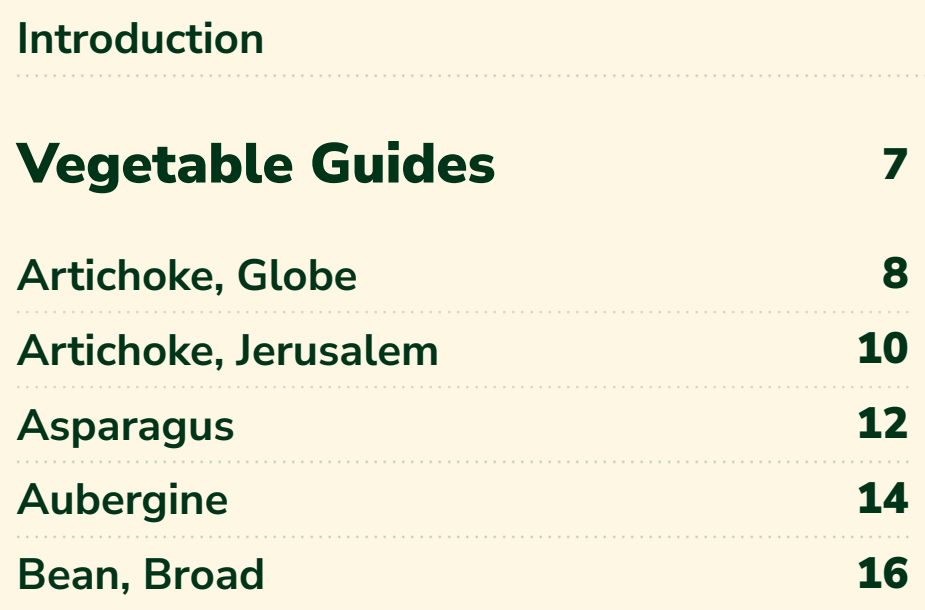 Introduction
Vegetable Guides 7
Artichoke, Globe 8
Artichoke, Jerusalem 10
Asparagus 12
Aubergine 14
Bean, Broad 16